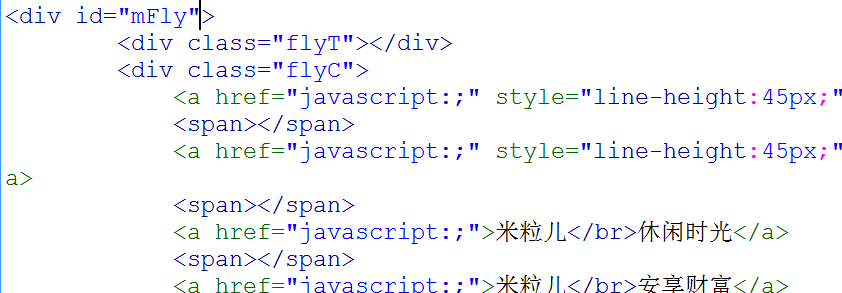 <div id="mFly">
<div class="flyT"></div>
<div class="flyC">
<a href="javascript:;" style="line-height:45px;"
<span></span>
<a href="javascript:;" style="line-height:45px;"
a>
<span></span>
<a href="javascript:;">米粒儿</br>休闲时光</a>
<span></span>
<a href="javascript:;">米粒儿</br>安享财富</a>